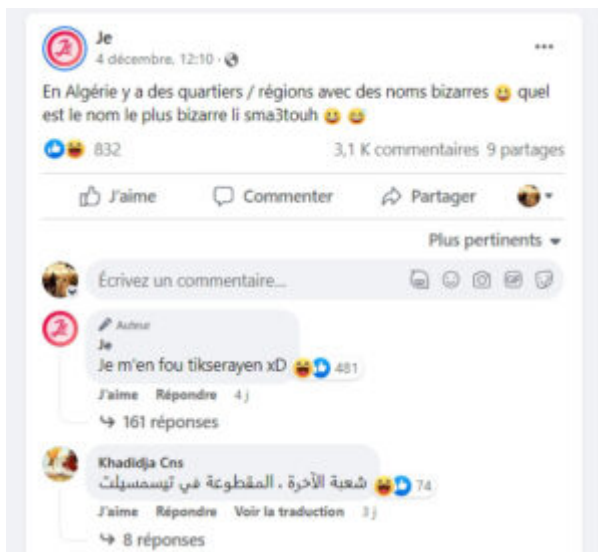 Je
4 décembre, 12:10 ·
En Algérie y a des quartiers / régions avec des noms bizarres 😃 quel
est le nom le plus bizarre li sma3touh 😃 😅
832
3,1 K commentaires 9 partages
J'aime
Commenter
Partager
Plus pertinents
Écrivez un commentaire...
Auteur
Je
Je m'en fou tikserayen xD
481
J'aime Répondre 4 j
161 réponses
Khadidja Cns
شعبة الآخرة ، المقطوعة في تيسمسيلت
74
J'aime Répondre Voir la traduction 3 j
8 réponses